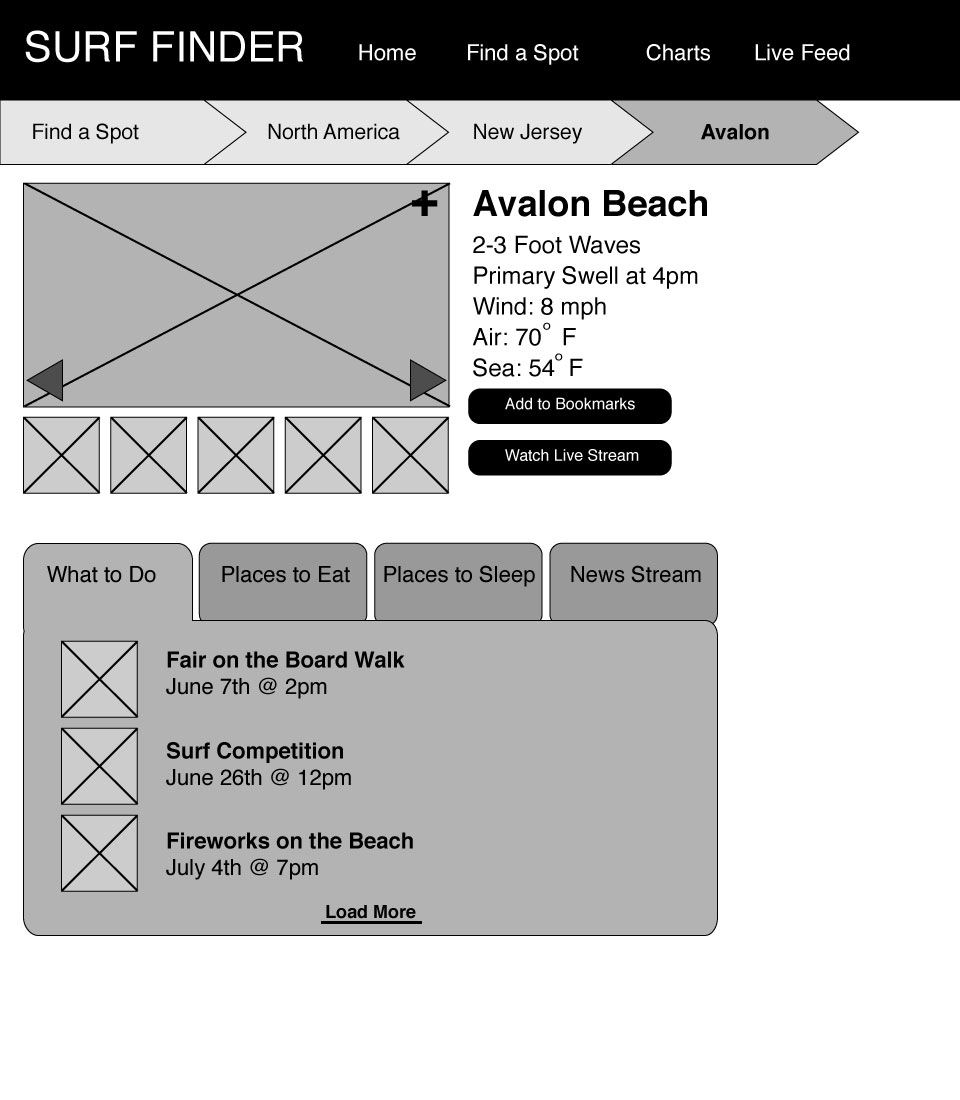 SURF FINDER
Home Find a Spot Charts Live Feed
Find a Spot North America New Jersey Avalon
Avalon Beach
2-3 Foot Waves
Primary Swell at 4pm
Wind: 8 mph
Air: 70° F
Sea: 54° F
Add to Bookmarks
Watch Live Stream
What to Do Places to Eat Places to Sleep News Stream
Fair on the Board Walk
June 7th @ 2pm
Surf Competition
June 26th @ 12pm
Fireworks on the Beach
July 4th @ 7pm
Load More